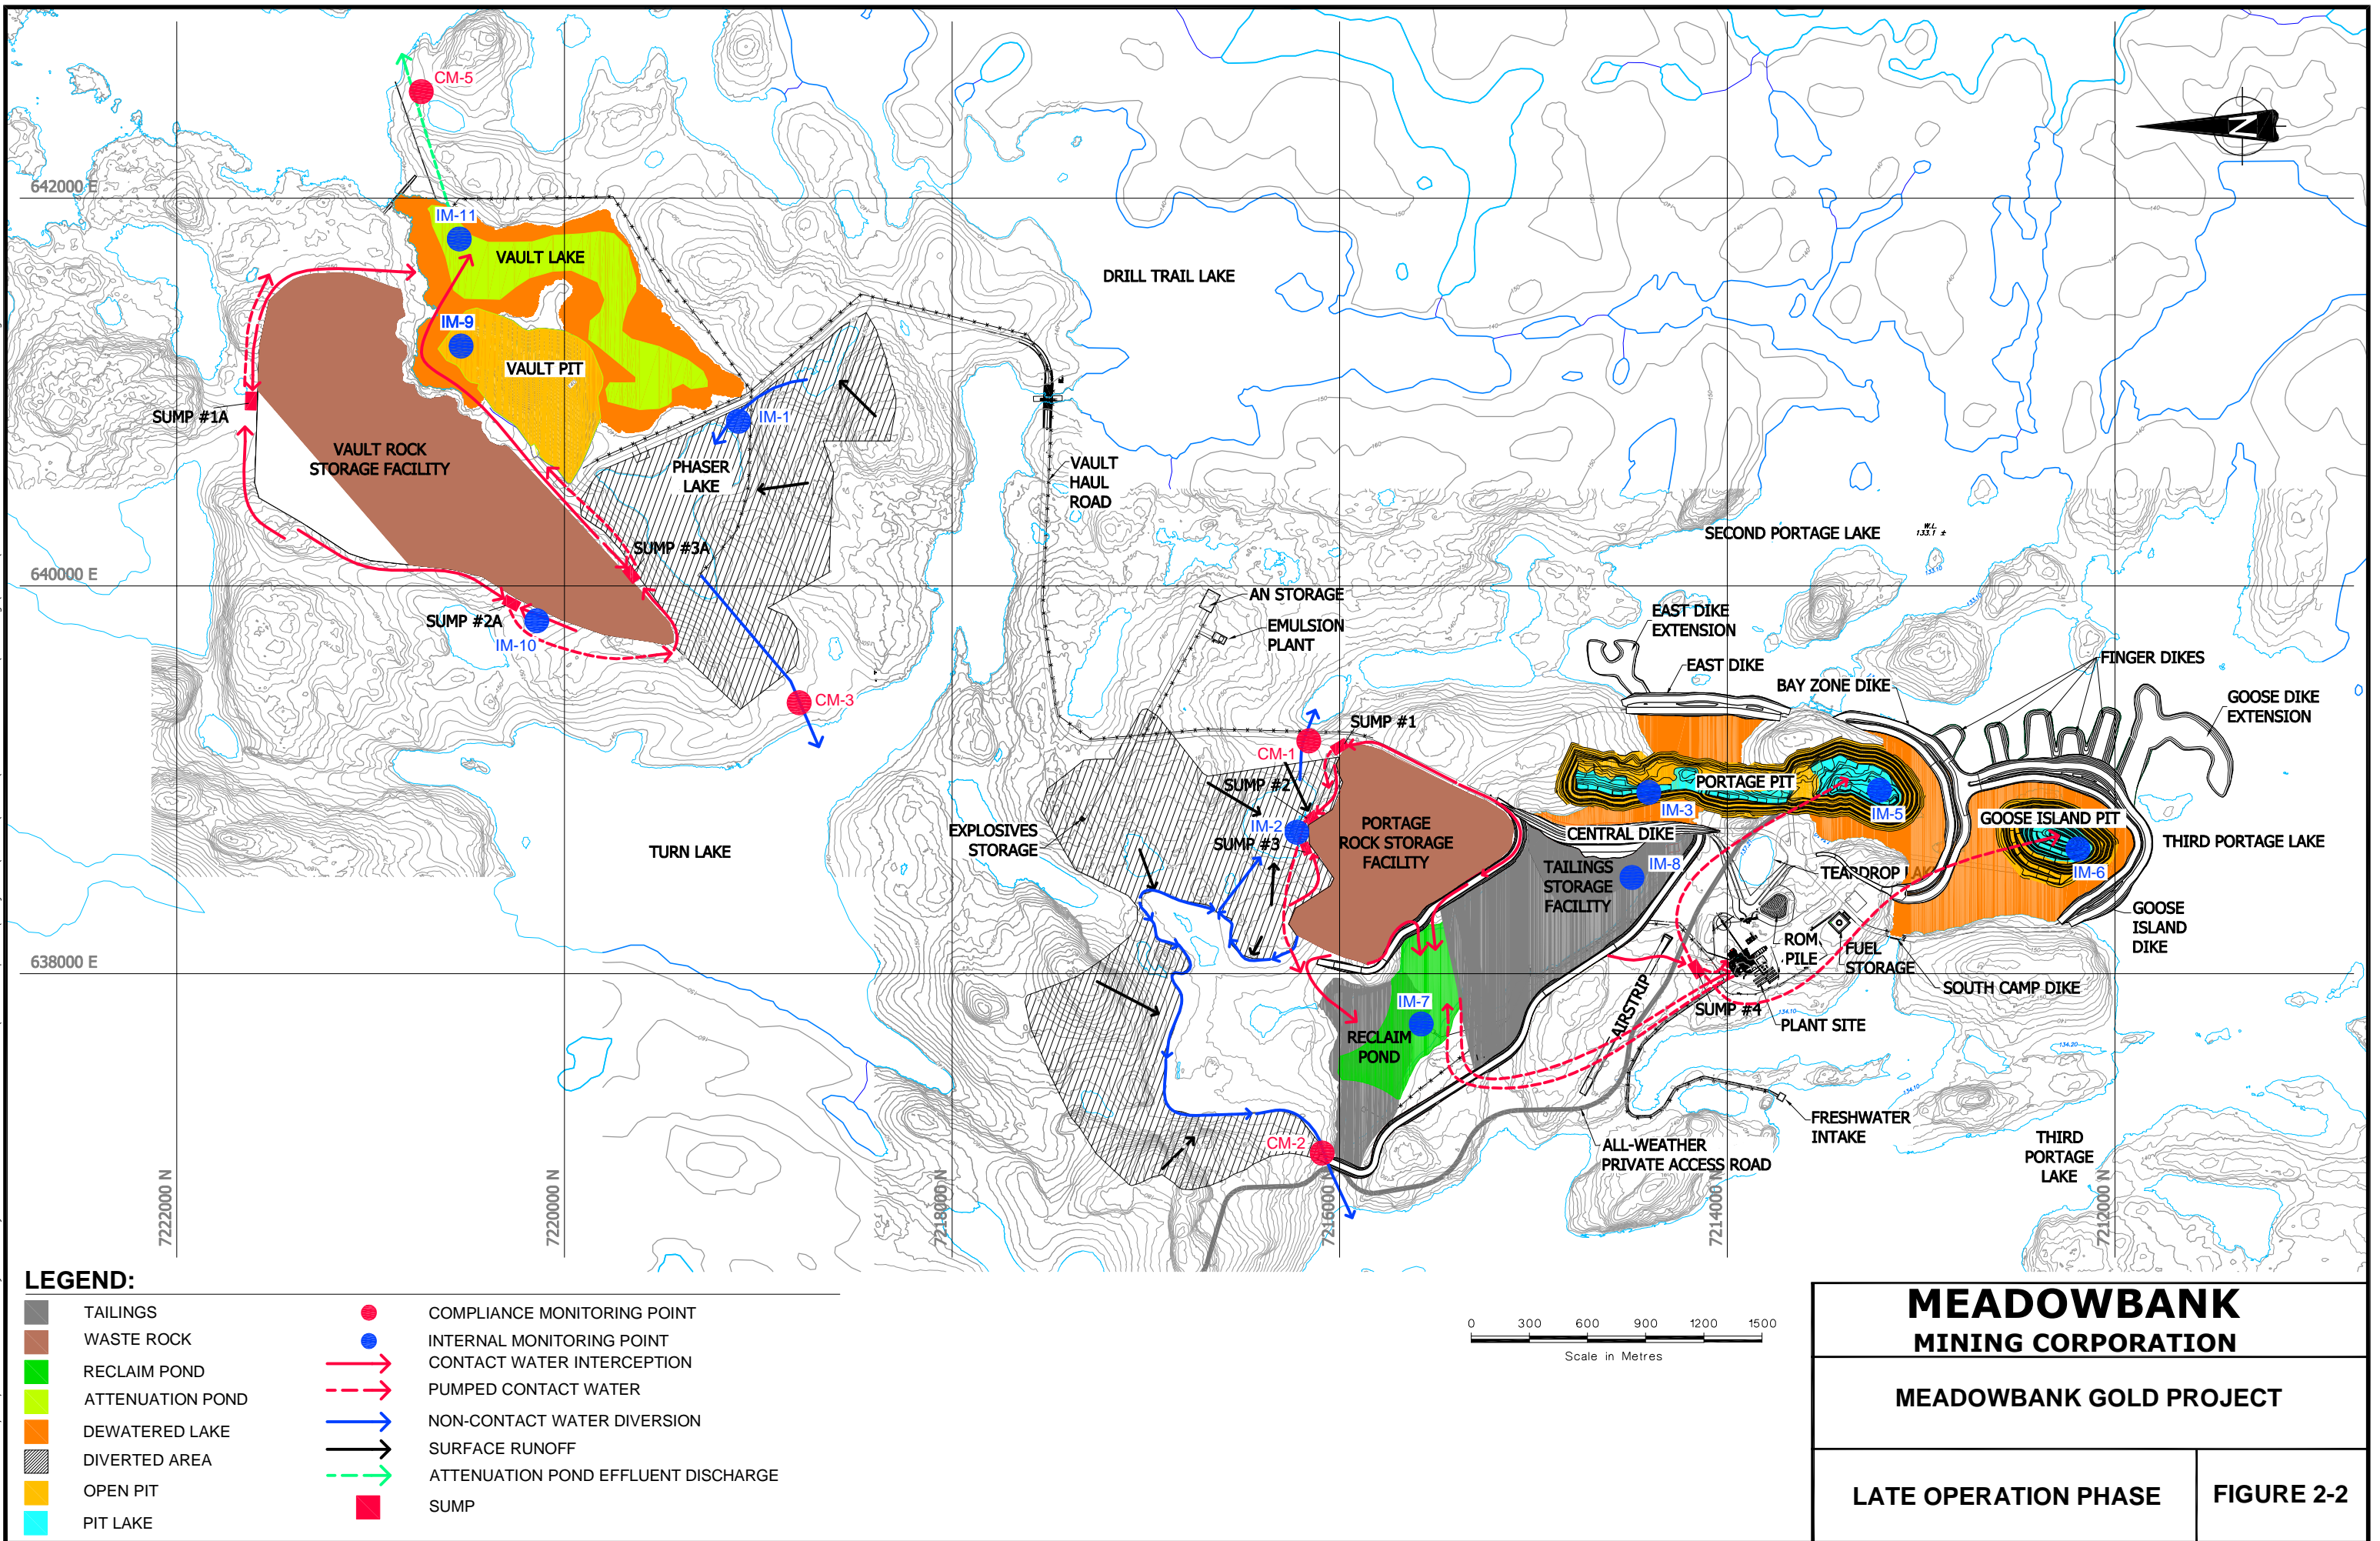 CM-5
642000 E
IM-11
VAULT LAKE
DRILL TRAIL LAKE
N
IM-9
VAULT PIT
SUMP #1A
IM-1
VAULT ROCK
STORAGE FACILITY
PHASER
LAKE
VAULT
HAUL
ROAD
SECOND PORTAGE LAKE
W.L.
133.1 ±
SUMP #3A
640000 E
SUMP #2A
IM-10
AN STORAGE
EMULSION
PLANT
EAST DIKE
EXTENSION
EAST DIKE
BAY ZONE DIKE
FINGER DIKES
GOOSE DIKE
EXTENSION
CM-3
SUMP #1
CM-1
SUMP #2
PORTAGE PIT
IM-3
IM-5
GOOSE ISLAND PIT
IM-2
SUMP #3
EXPLOSIVES
STORAGE
PORTAGE
ROCK STORAGE
FACILITY
CENTRAL DIKE
TURN LAKE
THIRD PORTAGE LAKE
TAILINGS
STORAGE
FACILITY
IM-8
TEARDROP LAKE
IM-6
GOOSE
ISLAND
DIKE
ROM
PILE
FUEL
STORAGE
638000 E
SOUTH CAMP DIKE
AIRSTRIP
SUMP #4
PLANT SITE
IM-7
RECLAIM
POND
FRESHWATER
INTAKE
CM-2
ALL-WEATHER
PRIVATE ACCESS ROAD
THIRD
PORTAGE
LAKE
7222000 N
7220000 N
7218000 N
7216000 N
7214000 N
7212000 N
LEGEND:
TAILINGS
WASTE ROCK
RECLAIM POND
ATTENUATION POND
DEWATERED LAKE
DIVERTED AREA
OPEN PIT
PIT LAKE
COMPLIANCE MONITORING POINT
INTERNAL MONITORING POINT
CONTACT WATER INTERCEPTION
PUMPED CONTACT WATER
NON-CONTACT WATER DIVERSION
SURFACE RUNOFF
ATTENUATION POND EFFLUENT DISCHARGE
SUMP
0 300 600 900 1200 1500
Scale in Metres
MEADOWBANK
MINING CORPORATION
MEADOWBANK GOLD PROJECT
LATE OPERATION PHASE
FIGURE 2-2